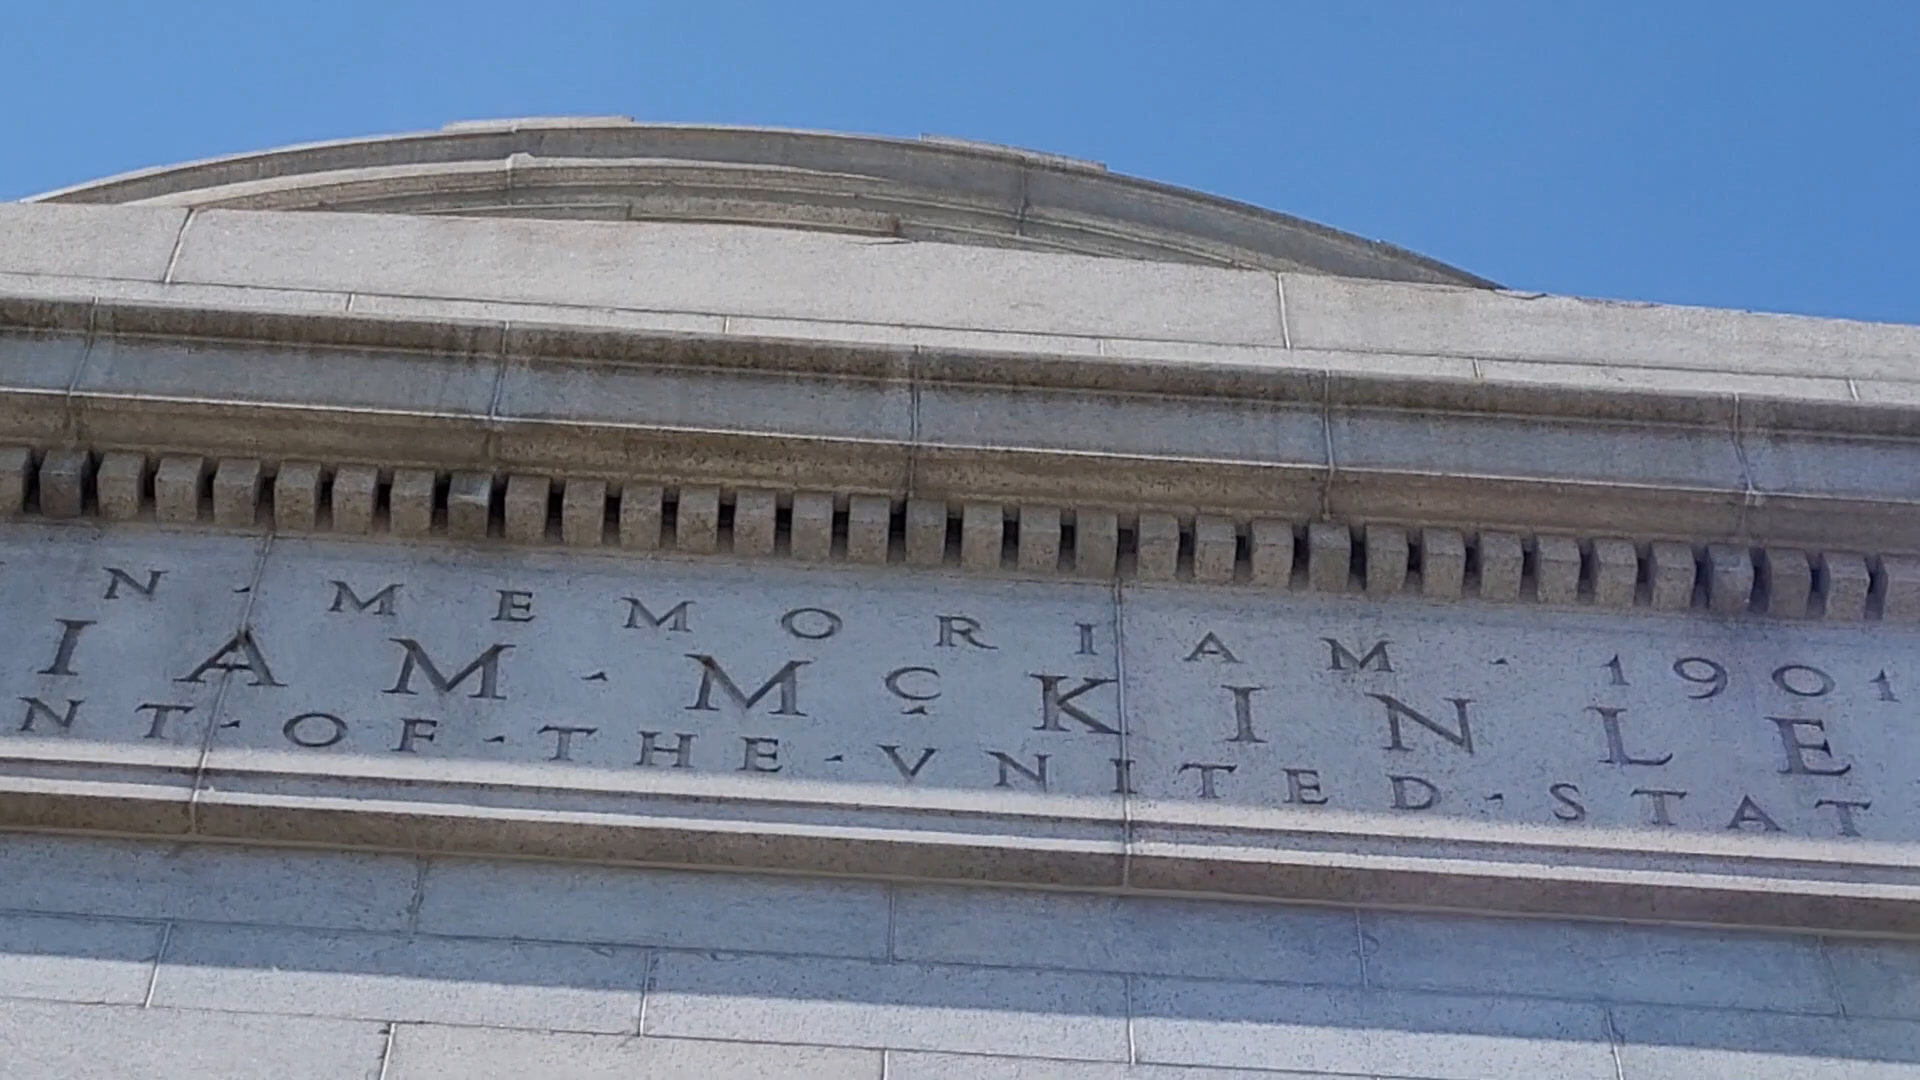 N · MEMORIAM · 1901
IAM · McKINLE
NT · OF · THE · VNITED · STAT